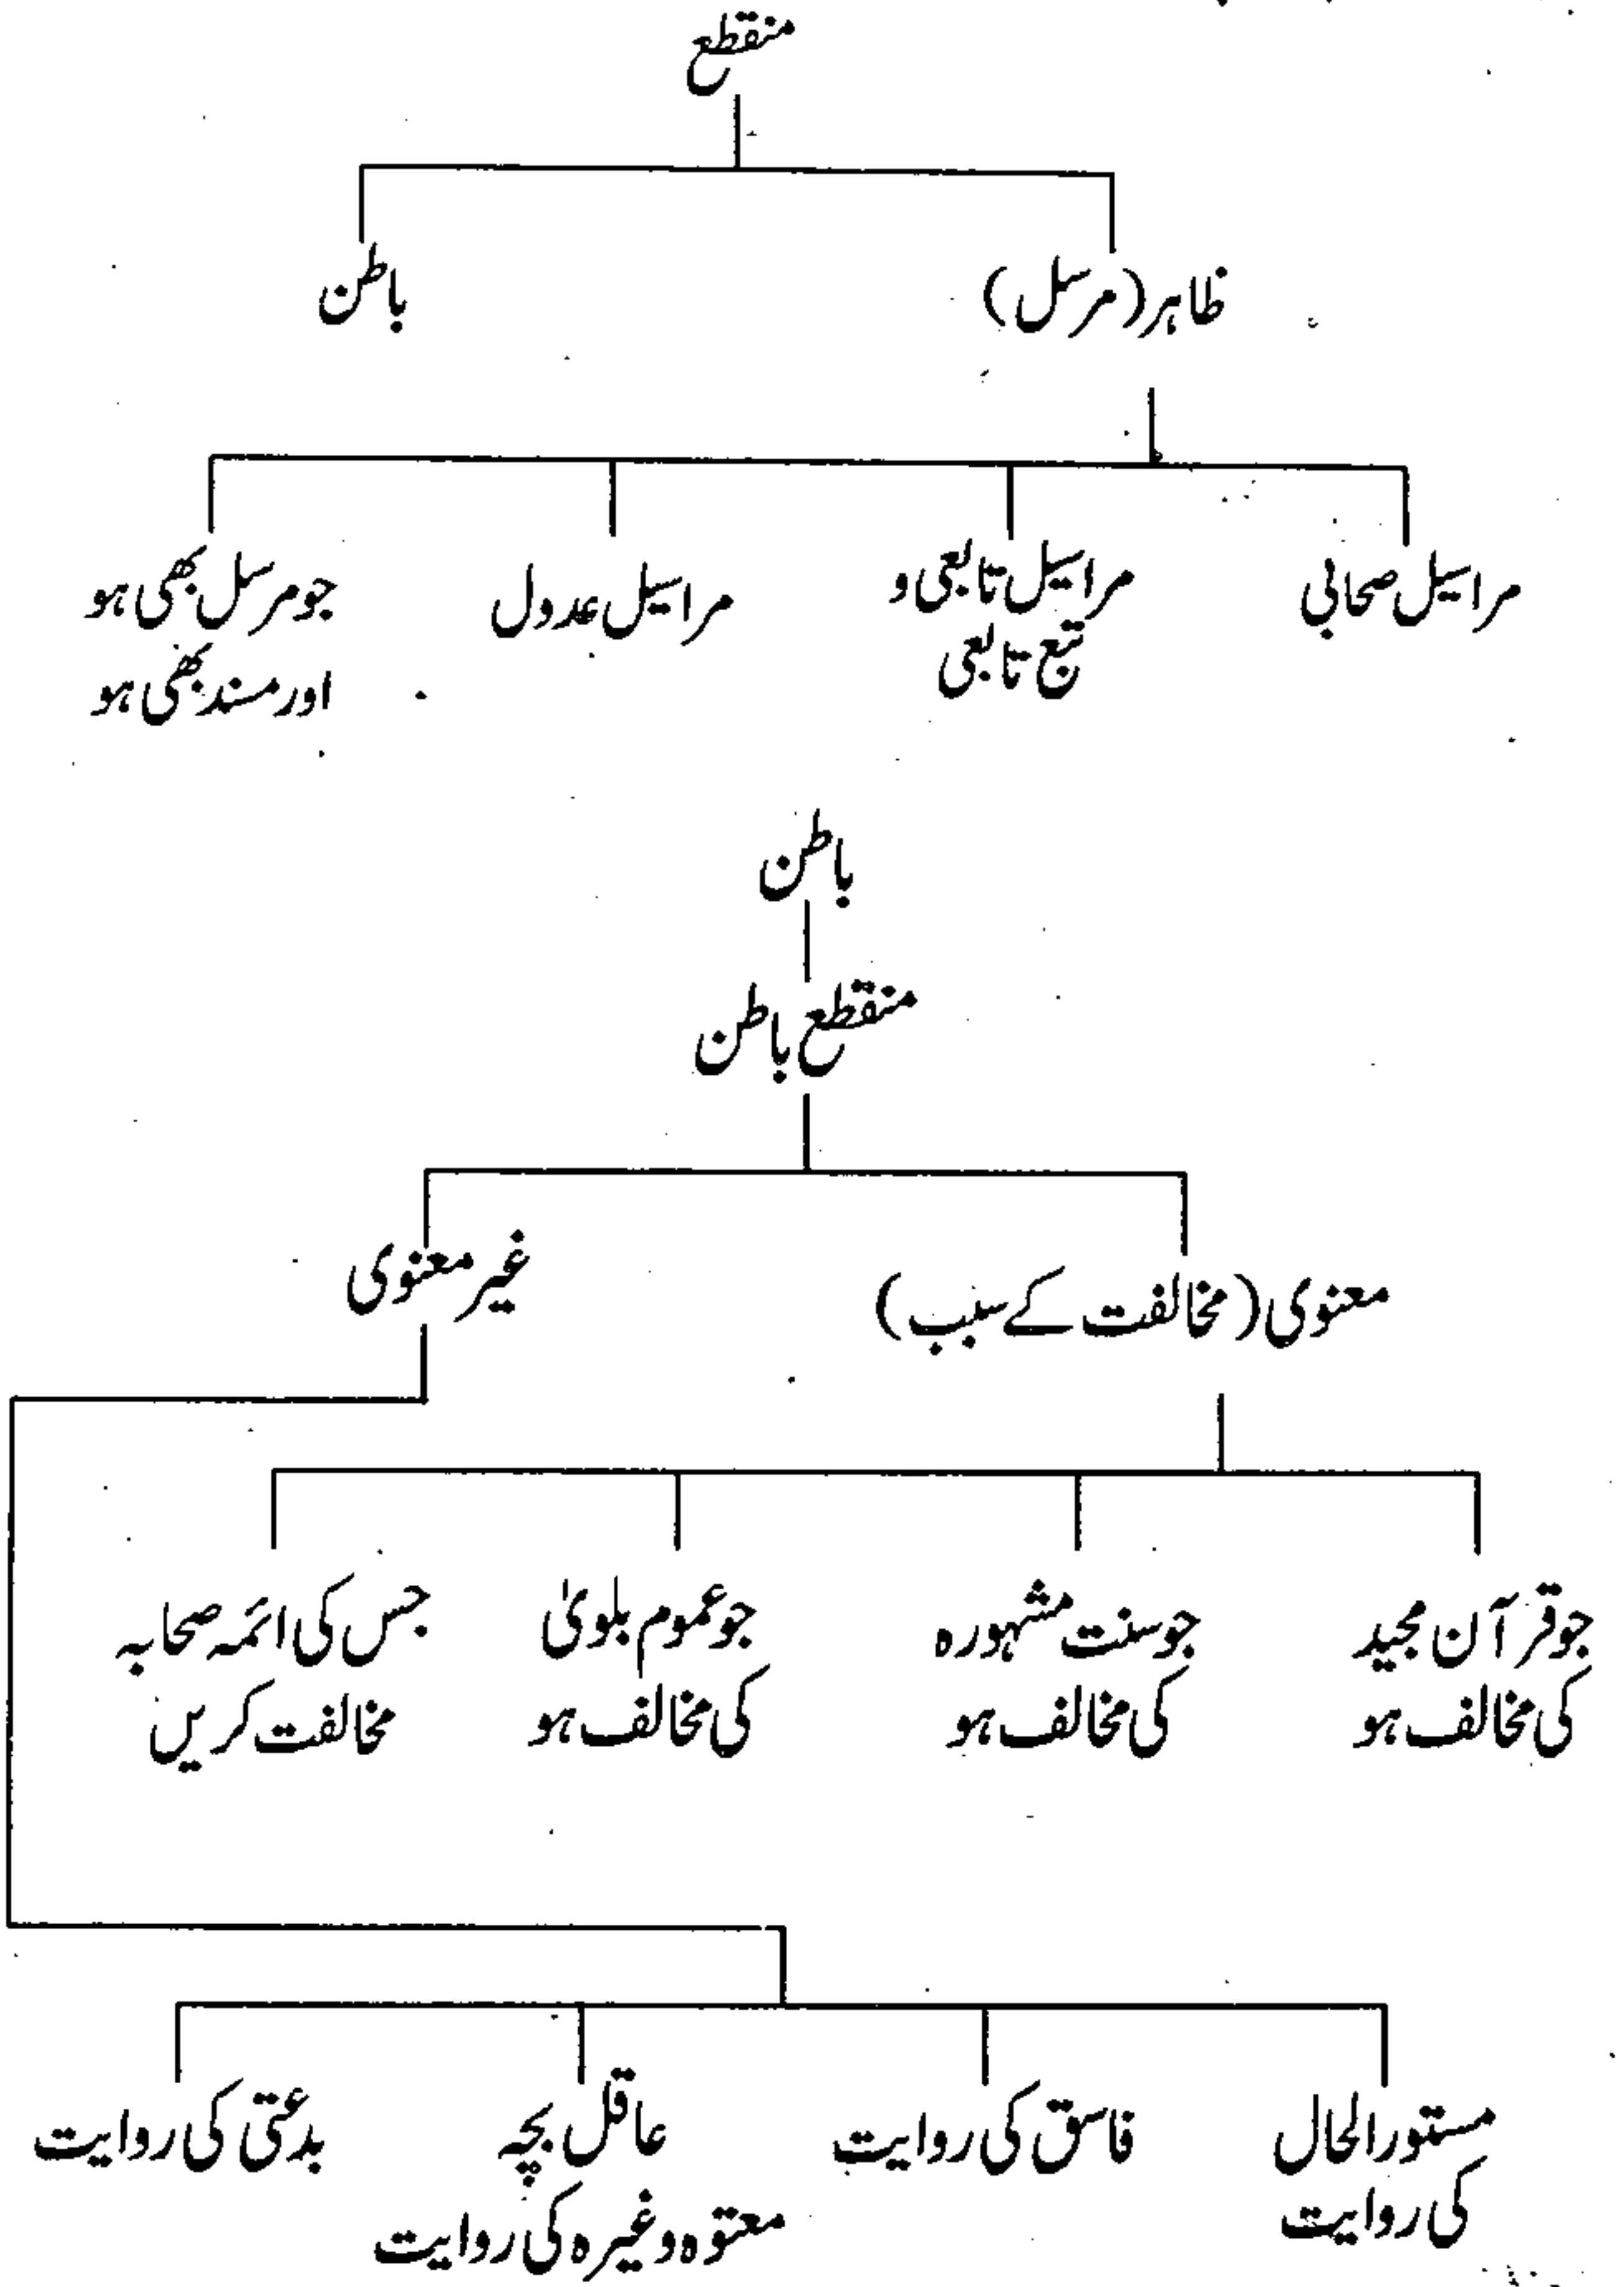 منقطع
ظاہر (مرسل)
باطن
مراسیل صحابی
مراسیل تابعی و
تبع تابعی
مراسیل عدول
جو مرسل بھی ہو
اور مسند بھی ہو
باطن
منقطع باطن
معنوی (مخالفت کے سبب)
غیر معنوی
جو قرآن مجید
کی مخالف ہو
جو سنت مشہورہ
کی مخالف ہو
جو عموم بلویٰ
کی مخالف ہو
جس کی ائمہ صحابہ
مخالفت کریں
مستور الحال
کی روایت
فاسق کی روایت
عاقل بچہ
معتوہ وغیرہ کی روایت
بدعتی کی روایت